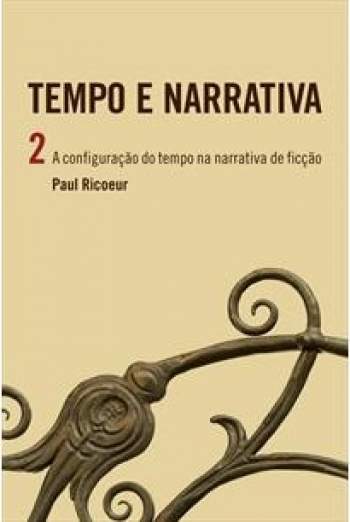 TEMPO E NARRATIVA
2 A configuração do tempo na narrativa de ficção
Paul Ricoeur